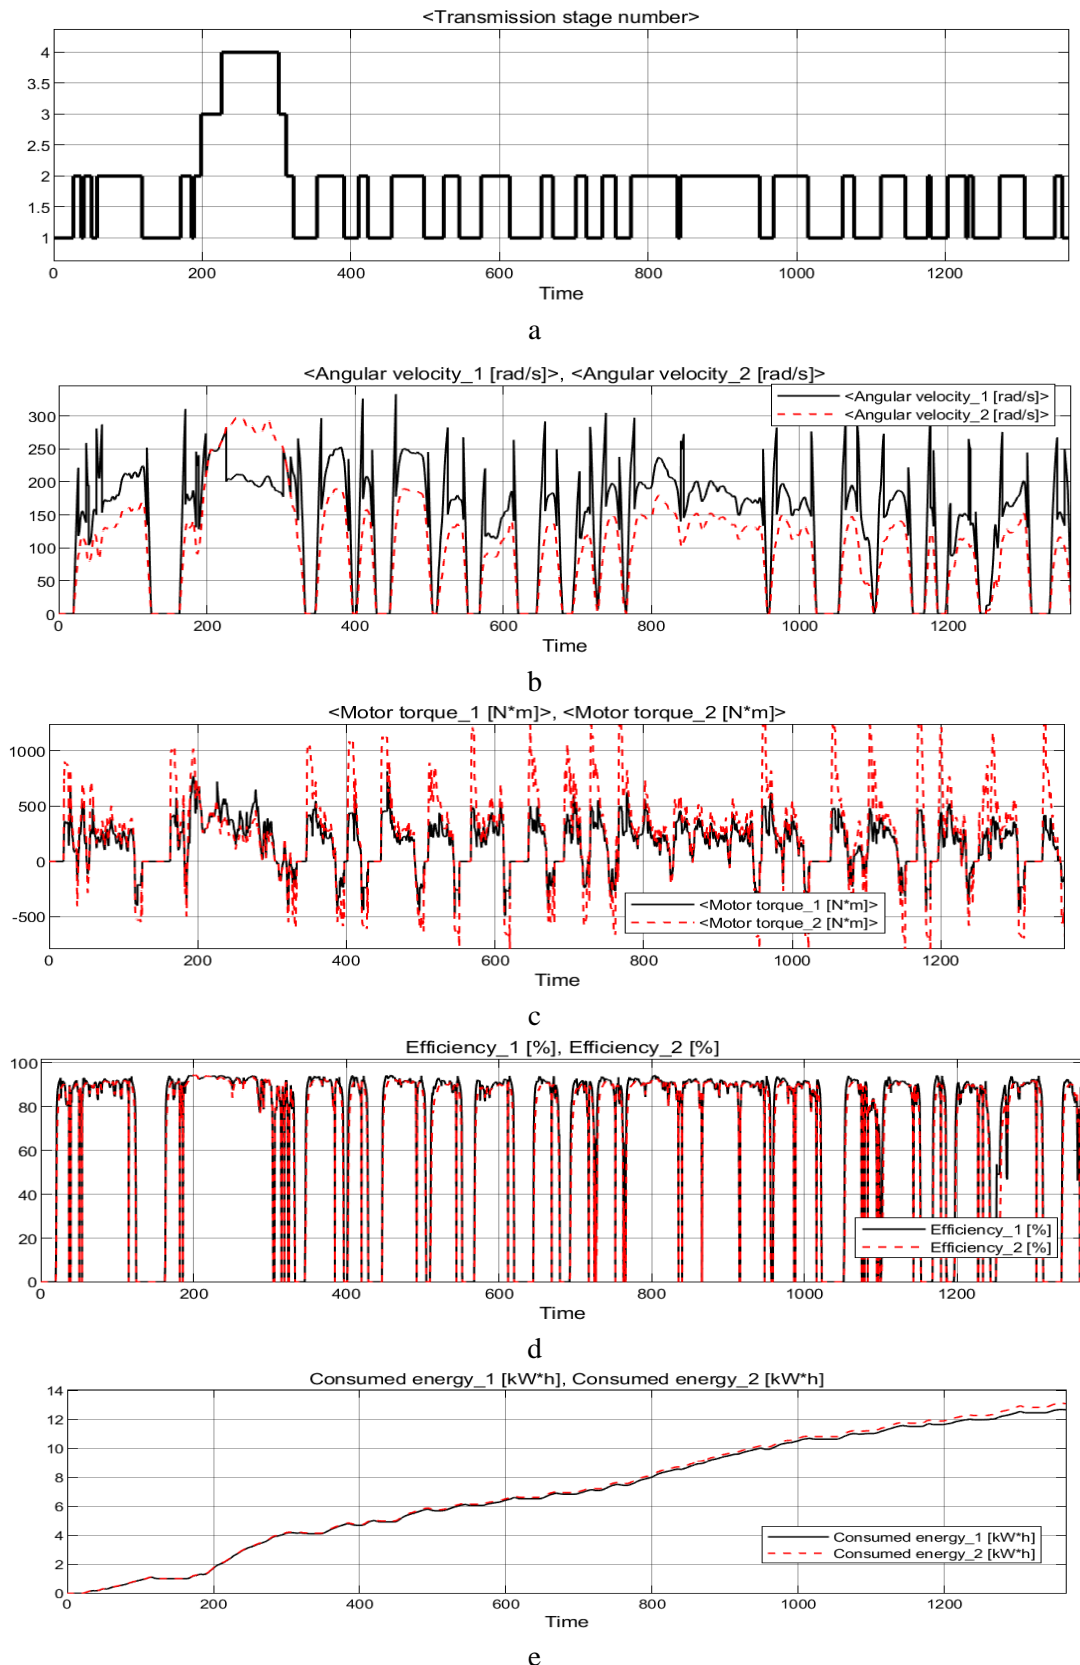 <Transmission stage number>
4
3.5
3
2.5
2
1.5
1
0 200 400 600 800 1000 1200
Time
a
<Angular velocity_1 [rad/s]>, <Angular velocity_2 [rad/s]>
<Angular velocity_1 [rad/s]>
<Angular velocity_2 [rad/s]>
300
250
200
150
100
50
0
0 200 400 600 800 1000 1200
Time
b
<Motor torque_1 [N*m]>, <Motor torque_2 [N*m]>
1000
500
0
-500
<Motor torque_1 [N*m]>
<Motor torque_2 [N*m]>
0 200 400 600 800 1000 1200
Time
c
Efficiency_1 [%], Efficiency_2 [%]
100
80
60
40
20
0
Efficiency_1 [%]
Efficiency_2 [%]
0 200 400 600 800 1000 1200
Time
d
Consumed energy_1 [kW*h], Consumed energy_2 [kW*h]
14
12
10
8
6
4
2
0
Consumed energy_1 [kW*h]
Consumed energy_2 [kW*h]
0 200 400 600 800 1000 1200
Time
e